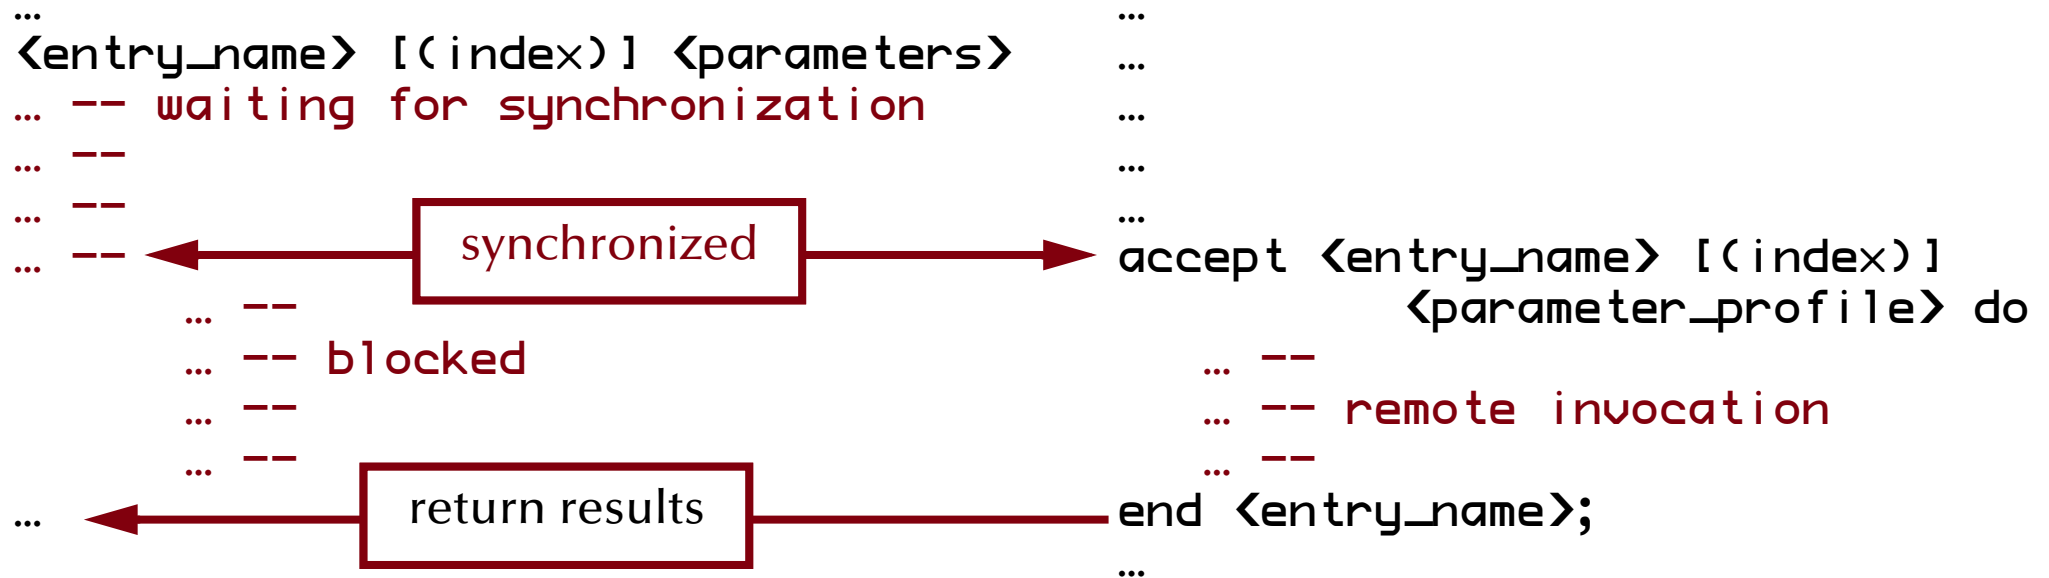 …
<entry_name> [(index)] <parameters>
… -- waiting for synchronization
… --
… --
… --
synchronized
… --
… -- blocked
… --
… --
return results
…
…
…
…
…
…
accept <entry_name> [(index)]
<parameter_profile> do
… --
… -- remote invocation
… --
end <entry_name>;
…